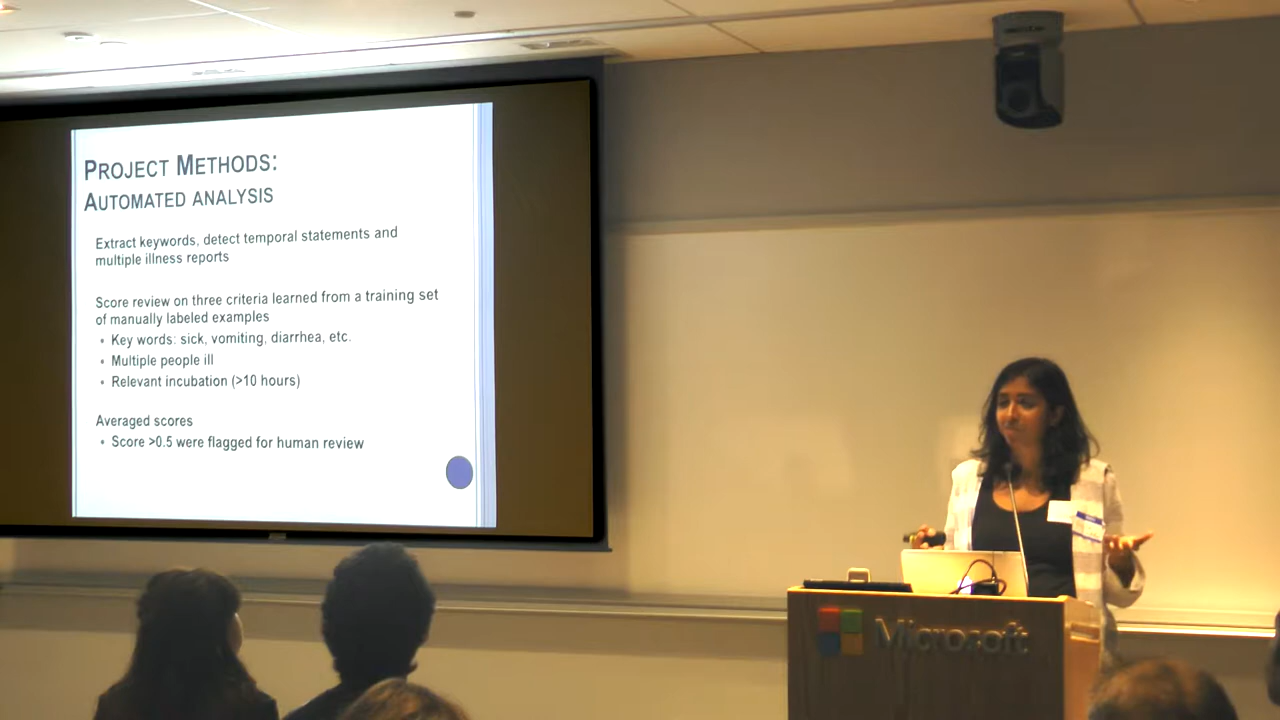 PROJECT METHODS:
AUTOMATED ANALYSIS
Extract keywords, detect temporal statements and
multiple illness reports
Score review on three criteria learned from a training set
of manually labeled examples
• Key words: sick, vomiting, diarrhea, etc.
• Multiple people ill
• Relevant incubation (>10 hours)
Averaged scores
• Score >0.5 were flagged for human review
Microsoft